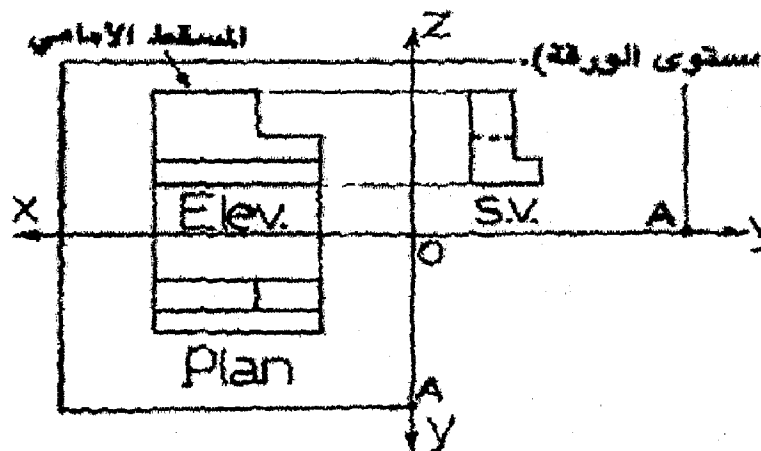 Z
المسقط الأمامي
مستوى الورقة).
X
Elev.
S.V.
A
y
O
Plan
A
y